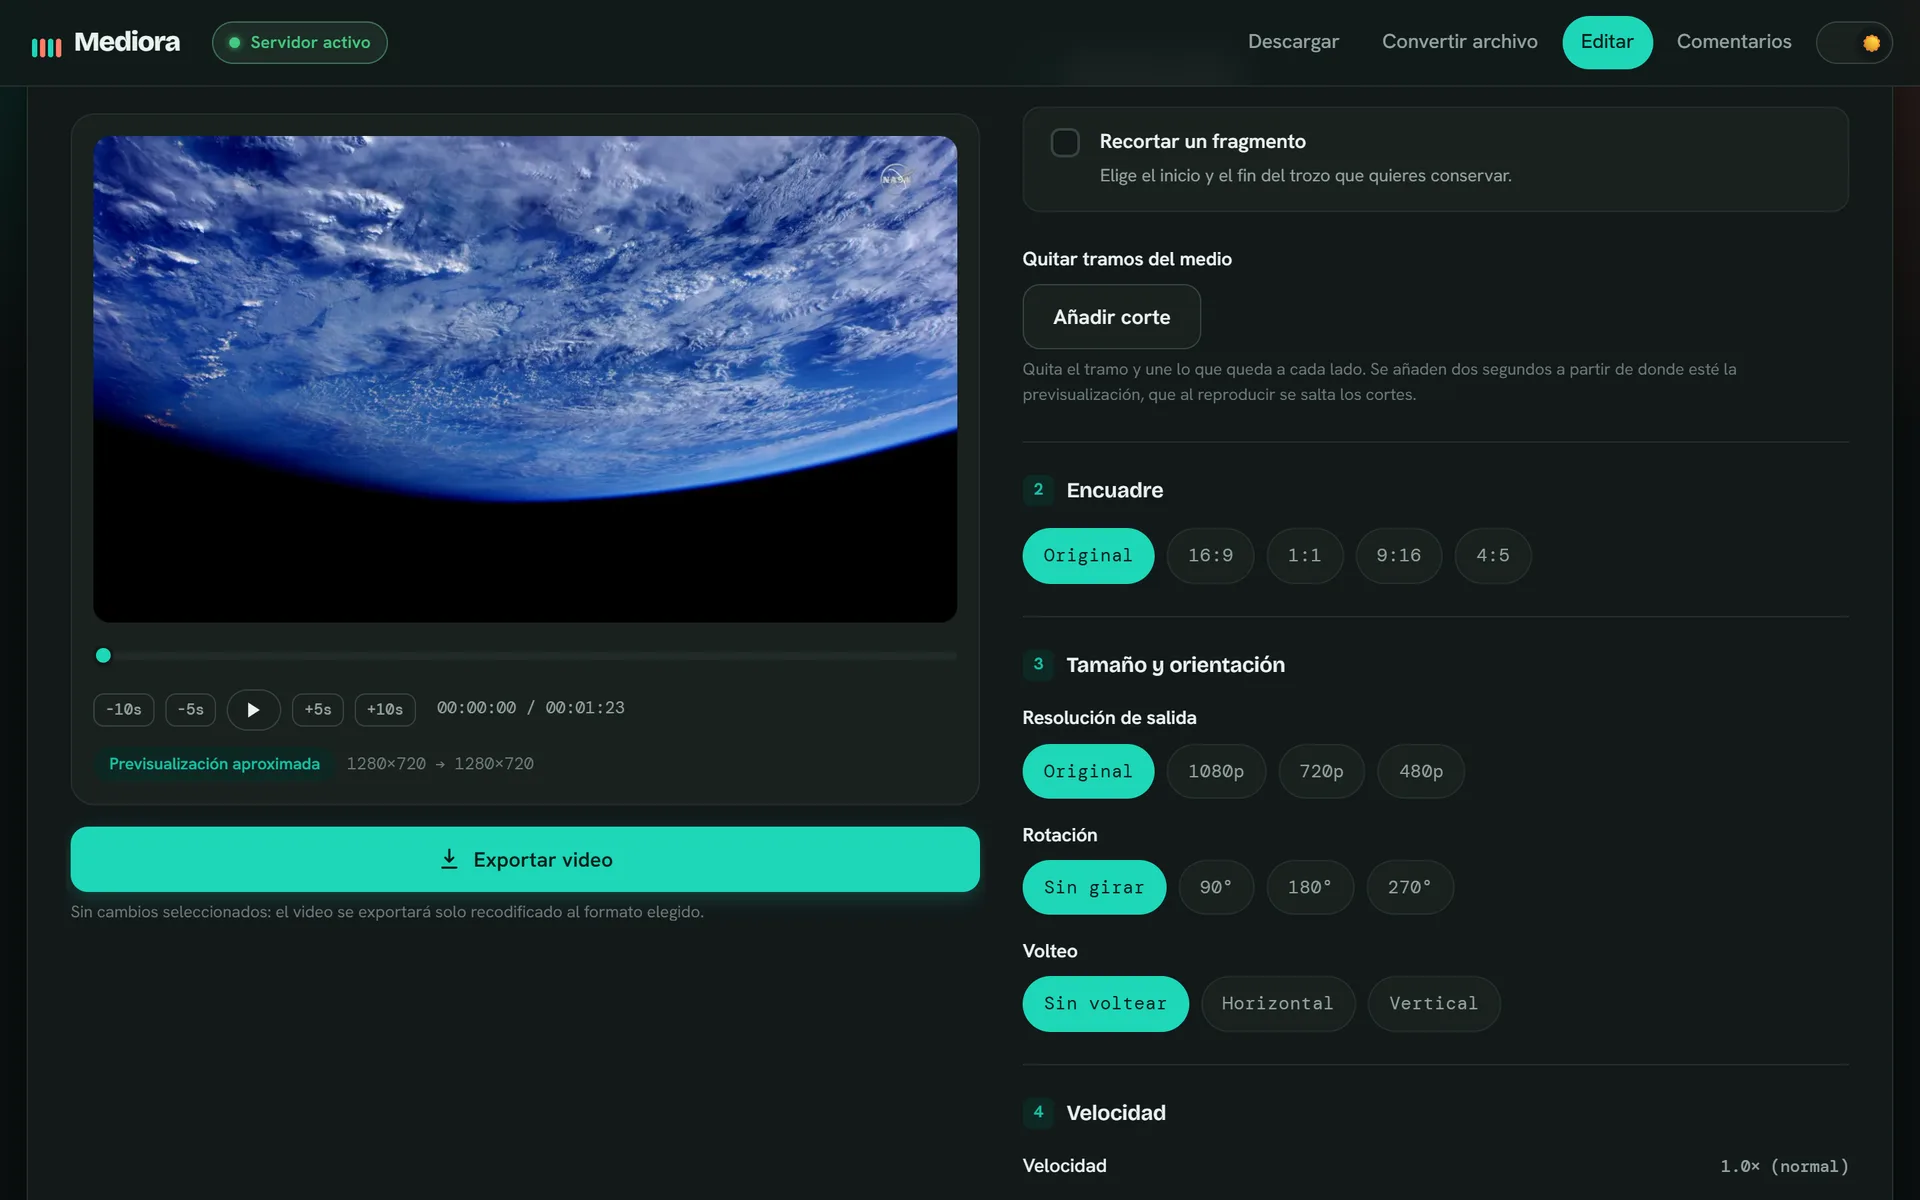 Mediora
Servidor activo
Descargar
Convertir archivo
Editar
Comentarios
NASA
-10s
-5s
+5s
+10s
00:00:00 / 00:01:23
Previsualización aproximada
1280×720 → 1280×720
Exportar video
Sin cambios seleccionados: el video se exportará solo recodificado al formato elegido.
Recortar un fragmento
Elige el inicio y el fin del trozo que quieres conservar.
Quitar tramos del medio
Añadir corte
Quita el tramo y une lo que queda a cada lado. Se añaden dos segundos a partir de donde esté la
previsualización, que al reproducir se salta los cortes.
2 Encuadre
Original
16:9
1:1
9:16
4:5
3 Tamaño y orientación
Resolución de salida
Original
1080p
720p
480p
Rotación
Sin girar
90°
180°
270°
Volteo
Sin voltear
Horizontal
Vertical
4 Velocidad
Velocidad
1.0× (normal)